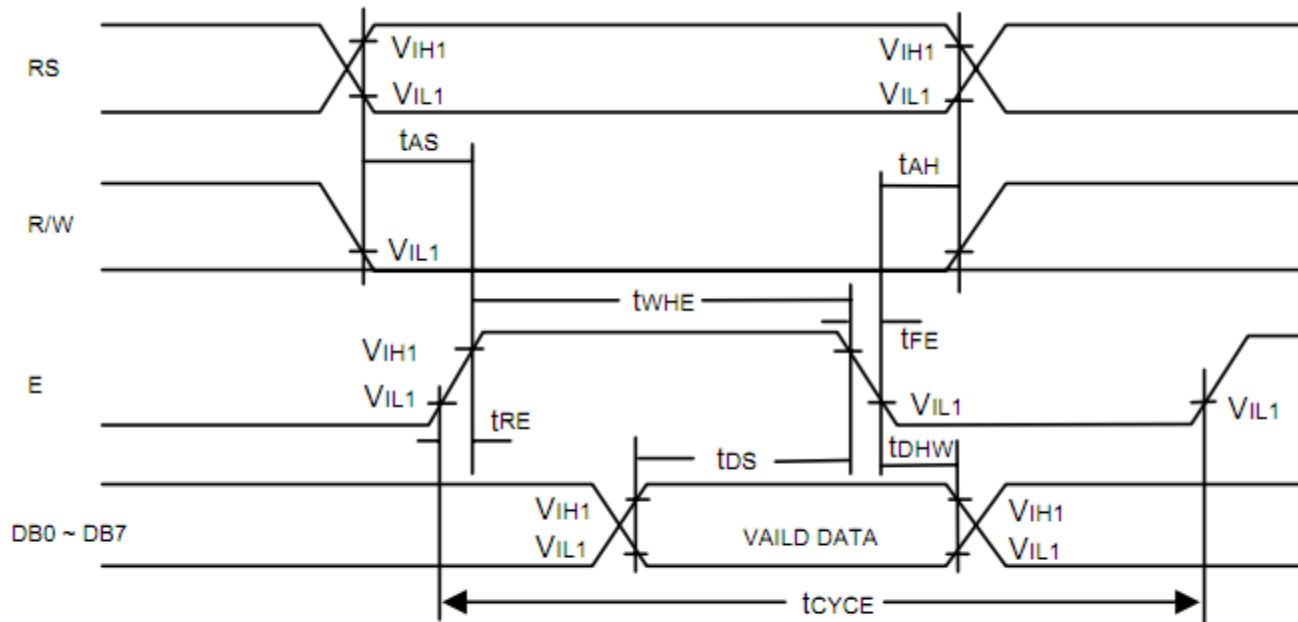 RS
VIH1
VIL1
VIH1
VIL1
tAS
tAH
R/W
VIL1
tWHE
tFE
E
VIH1
VIL1
VIL1
VIL1
tRE
tDS
tDHW
DB0 ~ DB7
VIH1
VIL1
VAILD DATA
VIH1
VIL1
tCYCE